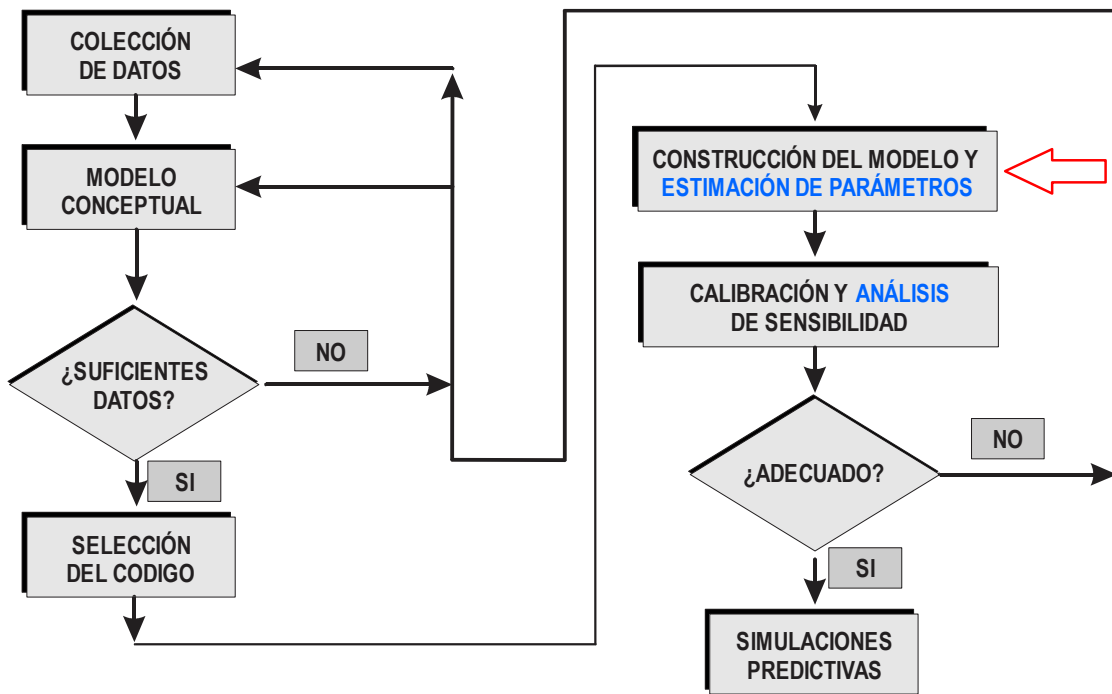 COLECCIÓN
DE DATOS
MODELO
CONCEPTUAL
¿SUFICIENTES
DATOS?
NO
SI
SELECCIÓN
DEL CODIGO
CONSTRUCCIÓN DEL MODELO Y
ESTIMACIÓN DE PARÁMETROS
CALIBRACIÓN Y ANÁLISIS
DE SENSIBILIDAD
¿ADECUADO?
NO
SI
SIMULACIONES
PREDICTIVAS